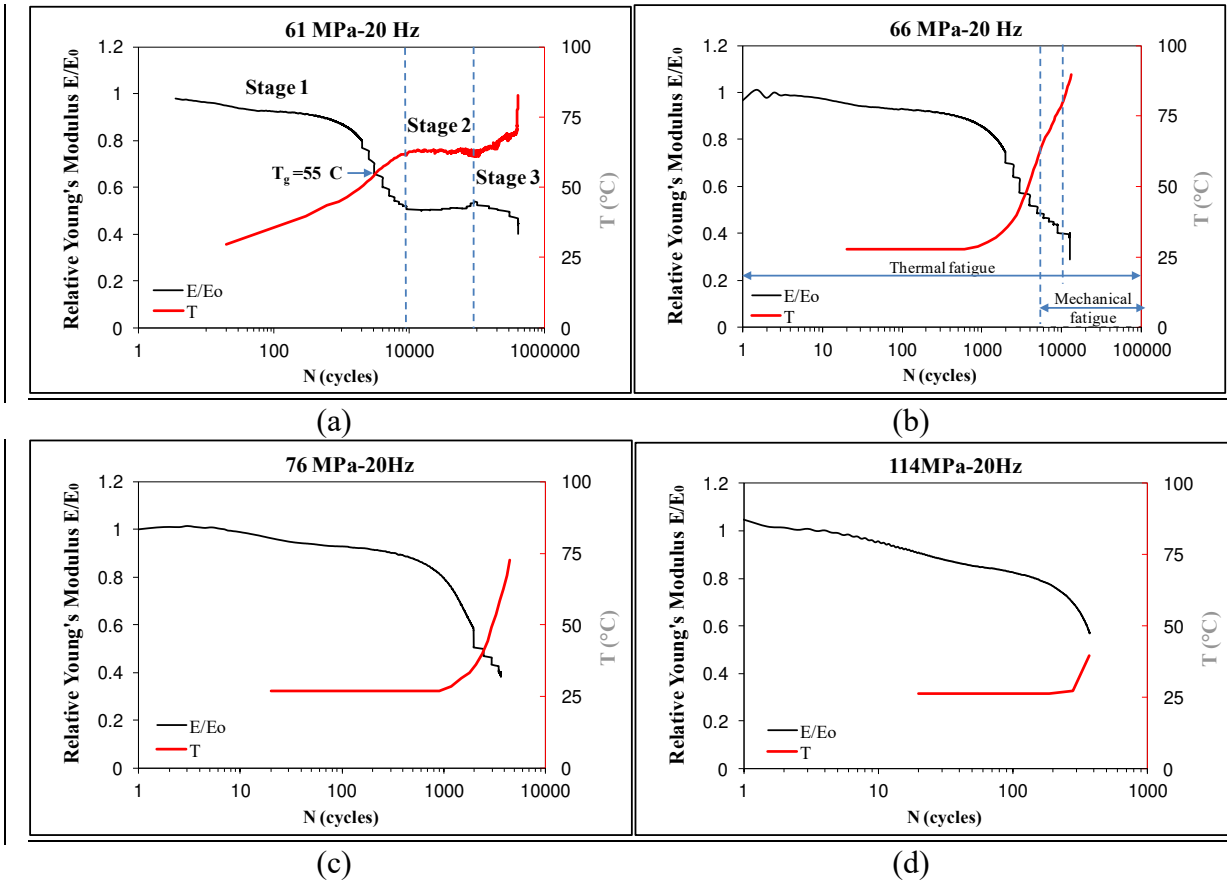 61 MPa-20 Hz
Relative Young's Modulus E/E0
1.2
1
0.8
0.6
0.4
0.2
0
100
75
50
25
0
T (°C)
Stage 1
Stage 2
Stage 3
Tg =55 C
E/Eo
T
1
100
10000
1000000
N (cycles)
(a)
66 MPa-20 Hz
Relative Young's Modulus E/E0
1.2
1
0.8
0.6
0.4
0.2
0
100
75
50
25
0
T (°C)
Thermal fatigue
Mechanical
fatigue
E/Eo
T
1
10
100
1000
10000
100000
N (cycles)
(b)
76 MPa-20Hz
Relative Young's Modulus E/E0
1.2
1
0.8
0.6
0.4
0.2
0
100
75
50
25
0
T (°C)
E/Eo
T
1
10
100
1000
10000
N (cycles)
(c)
114MPa-20Hz
Relative Young's Modulus E/E0
1.2
1
0.8
0.6
0.4
0.2
0
100
75
50
25
0
T (°C)
E/Eo
T
1
10
100
1000
N (cycles)
(d)